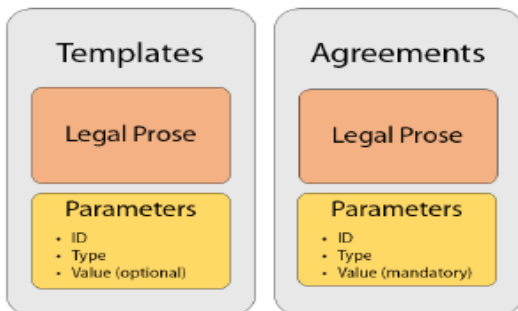 Templates
Legal Prose
Parameters
• ID
• Type
• Value (optional)
Agreements
Legal Prose
Parameters
• ID
• Type
• Value (mandatory)